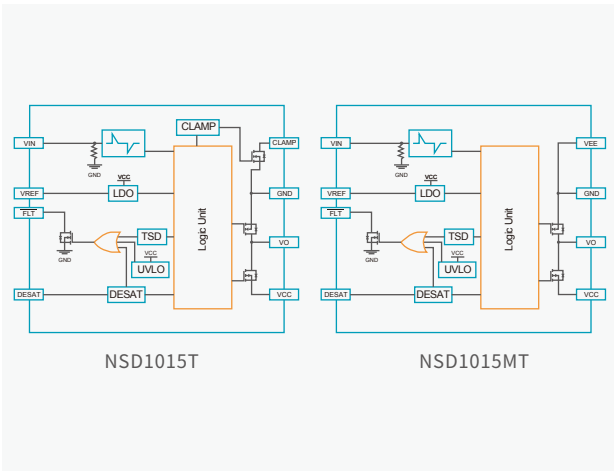 CLAMP
VIN
CLAMP
GND
VCC
VREF
LDO
GND
FLT
Logic Unit
TSD
VO
GND
VCC
UVLO
DESAT
DESAT
VCC
NSD1015T
VIN
VEE
GND
VCC
VREF
LDO
GND
FLT
Logic Unit
TSD
VO
GND
VCC
UVLO
DESAT
DESAT
VCC
NSD1015MT